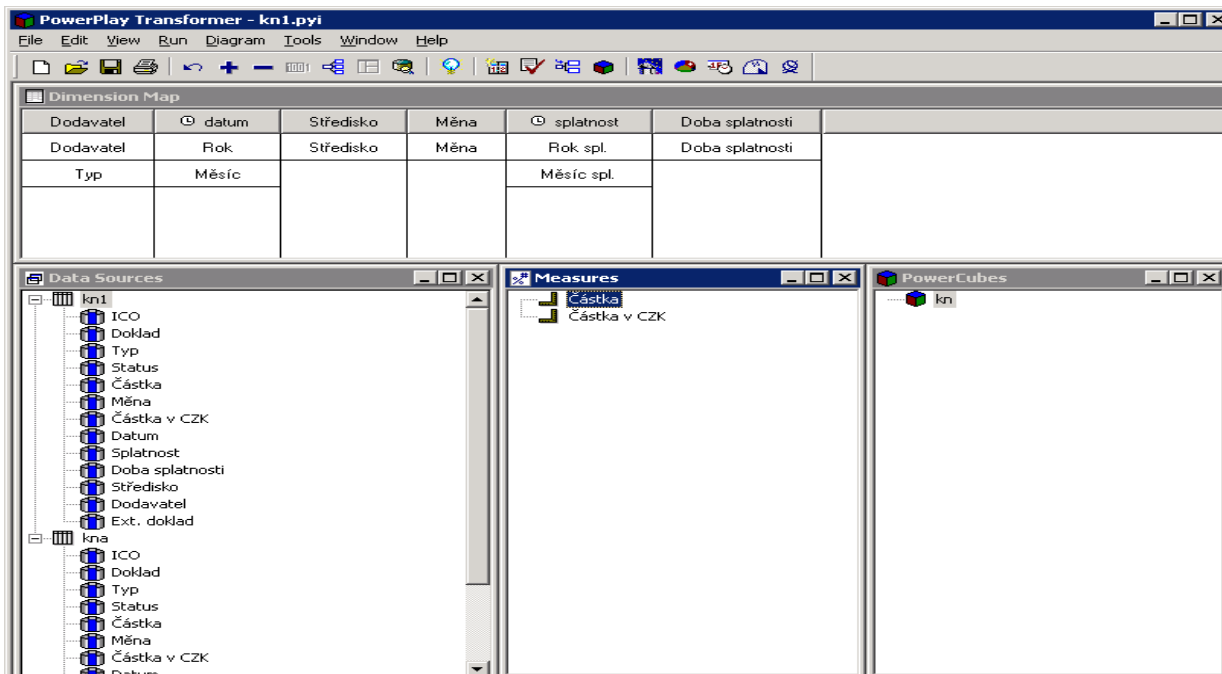 PowerPlay Transformer - kn1.pyi
File Edit View Run Diagram Tools Window Help
Dimension Map
Dodavatel datum Středisko Měna splatnost Doba splatnosti
Dodavatel Rok Středisko Měna Rok spl. Doba splatnosti
Typ Měsíc Měsíc spl.
Data Sources
kn1
ICO
Doklad
Typ
Status
Částka
Měna
Částka v CZK
Datum
Splatnost
Doba splatnosti
Středisko
Dodavatel
Ext. doklad
kna
ICO
Doklad
Typ
Status
Částka
Měna
Částka v CZK
Datum
Measures
Částka
Částka v CZK
PowerCubes
kn